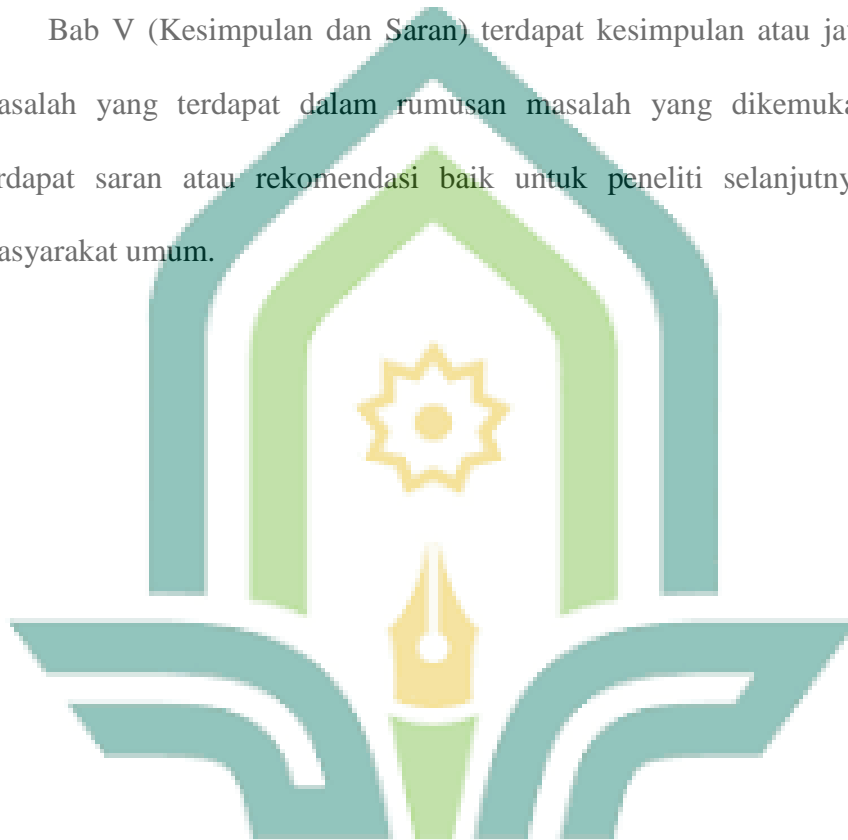 Bab V (Kesimpulan dan Saran) terdapat kesimpulan atau
yang terdapat dalam rumusan masalah yang
saran atau rekomendasi baik untuk peneliti
umum.